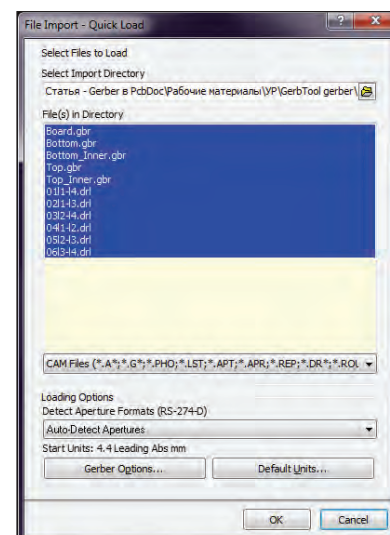 File Import - Quick Load
Select Files to Load
Select Import Directory
Статья - Gerber в PcbDoc\Рабочие материалы\УР\GerbTool gerber\
File(s) in Directory
Board.gbr
Bottom.gbr
Bottom_Inner.gbr
Top.gbr
Top_Inner.gbr
01l1-l4.drl
02l1-l3.drl
03l2-l4.drl
04l1-l2.drl
05l2-l3.drl
06l3-l4.drl
CAM Files (*.A*;*.G*;*.PHO;*.LST;*.APT;*.APR;*.REP;*.DR*;*.ROU
Loading Options
Detect Aperture Formats (RS-274-D)
Auto-Detect Apertures
Start Units: 4.4 Leading Abs mm
Gerber Options...
Default Units...
OK
Cancel